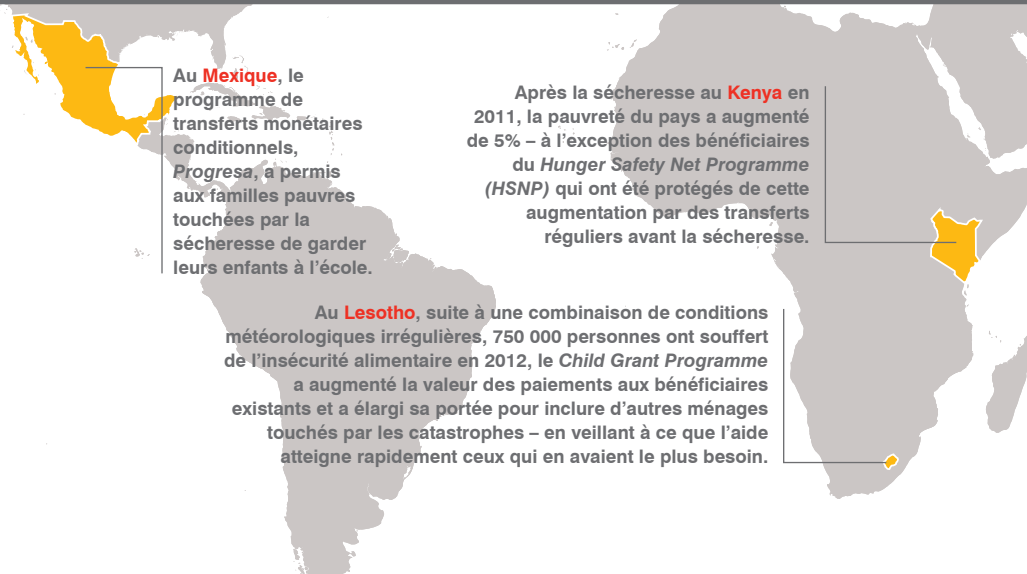 Au Mexique, le
programme de
transferts monétaires
conditionnels,
Progresa, a permis
aux familles pauvres
touchées par la
sécheresse de garder
leurs enfants à l’école.
Après la sécheresse au Kenya en
2011, la pauvreté du pays a augmenté
de 5% – à l’exception des bénéficiaires
du Hunger Safety Net Programme
(HSNP) qui ont été protégés de cette
augmentation par des transferts
réguliers avant la sécheresse.
Au Lesotho, suite à une combinaison de conditions
météorologiques irrégulières, 750 000 personnes ont souffert
de l’insécurité alimentaire en 2012, le Child Grant Programme
a augmenté la valeur des paiements aux bénéficiaires
existants et a élargi sa portée pour inclure d’autres ménages
touchés par les catastrophes – en veillant à ce que l’aide
atteigne rapidement ceux qui en avaient le plus besoin.